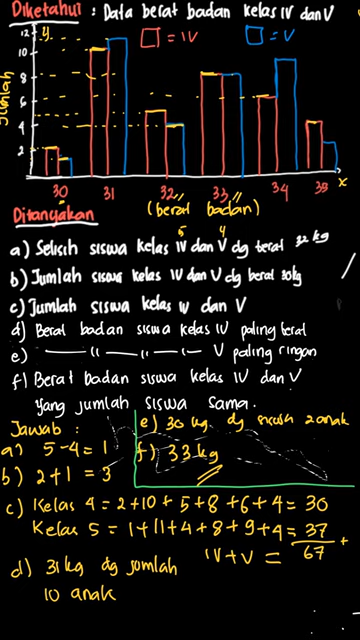 Diketahui : Data berat badan kelas IV dan V
12 y
□ = IV □ = V
10
8
6
4
2
Jumlah
30 31 32 33 34 35 x
(berat badan)
Ditanyakan
5 4
a) Selisih siswa kelas IV dan V dg berat 32 kg
b) Jumlah siswa kelas IV dan V dg berat 30kg
c) Jumlah siswa kelas IV dan V
d) Berat badan siswa kelas IV paling berat
e) —— 〃 —— 〃 —— 〃 —— V paling ringan
f) Berat badan siswa kelas IV dan V
yang jumlah siswa sama.
Jawab :
a) 5-4 = 1
b) 2+1 = 3
e) 30 kg dg siswa 2 anak
f) 33 kg
c) Kelas 4 = 2+10+5+8+6+4 = 30
Kelas 5 = 1+11+4+8+9+4 = 37 +
IV+V = 67
d) 31 kg dg jumlah
10 anak